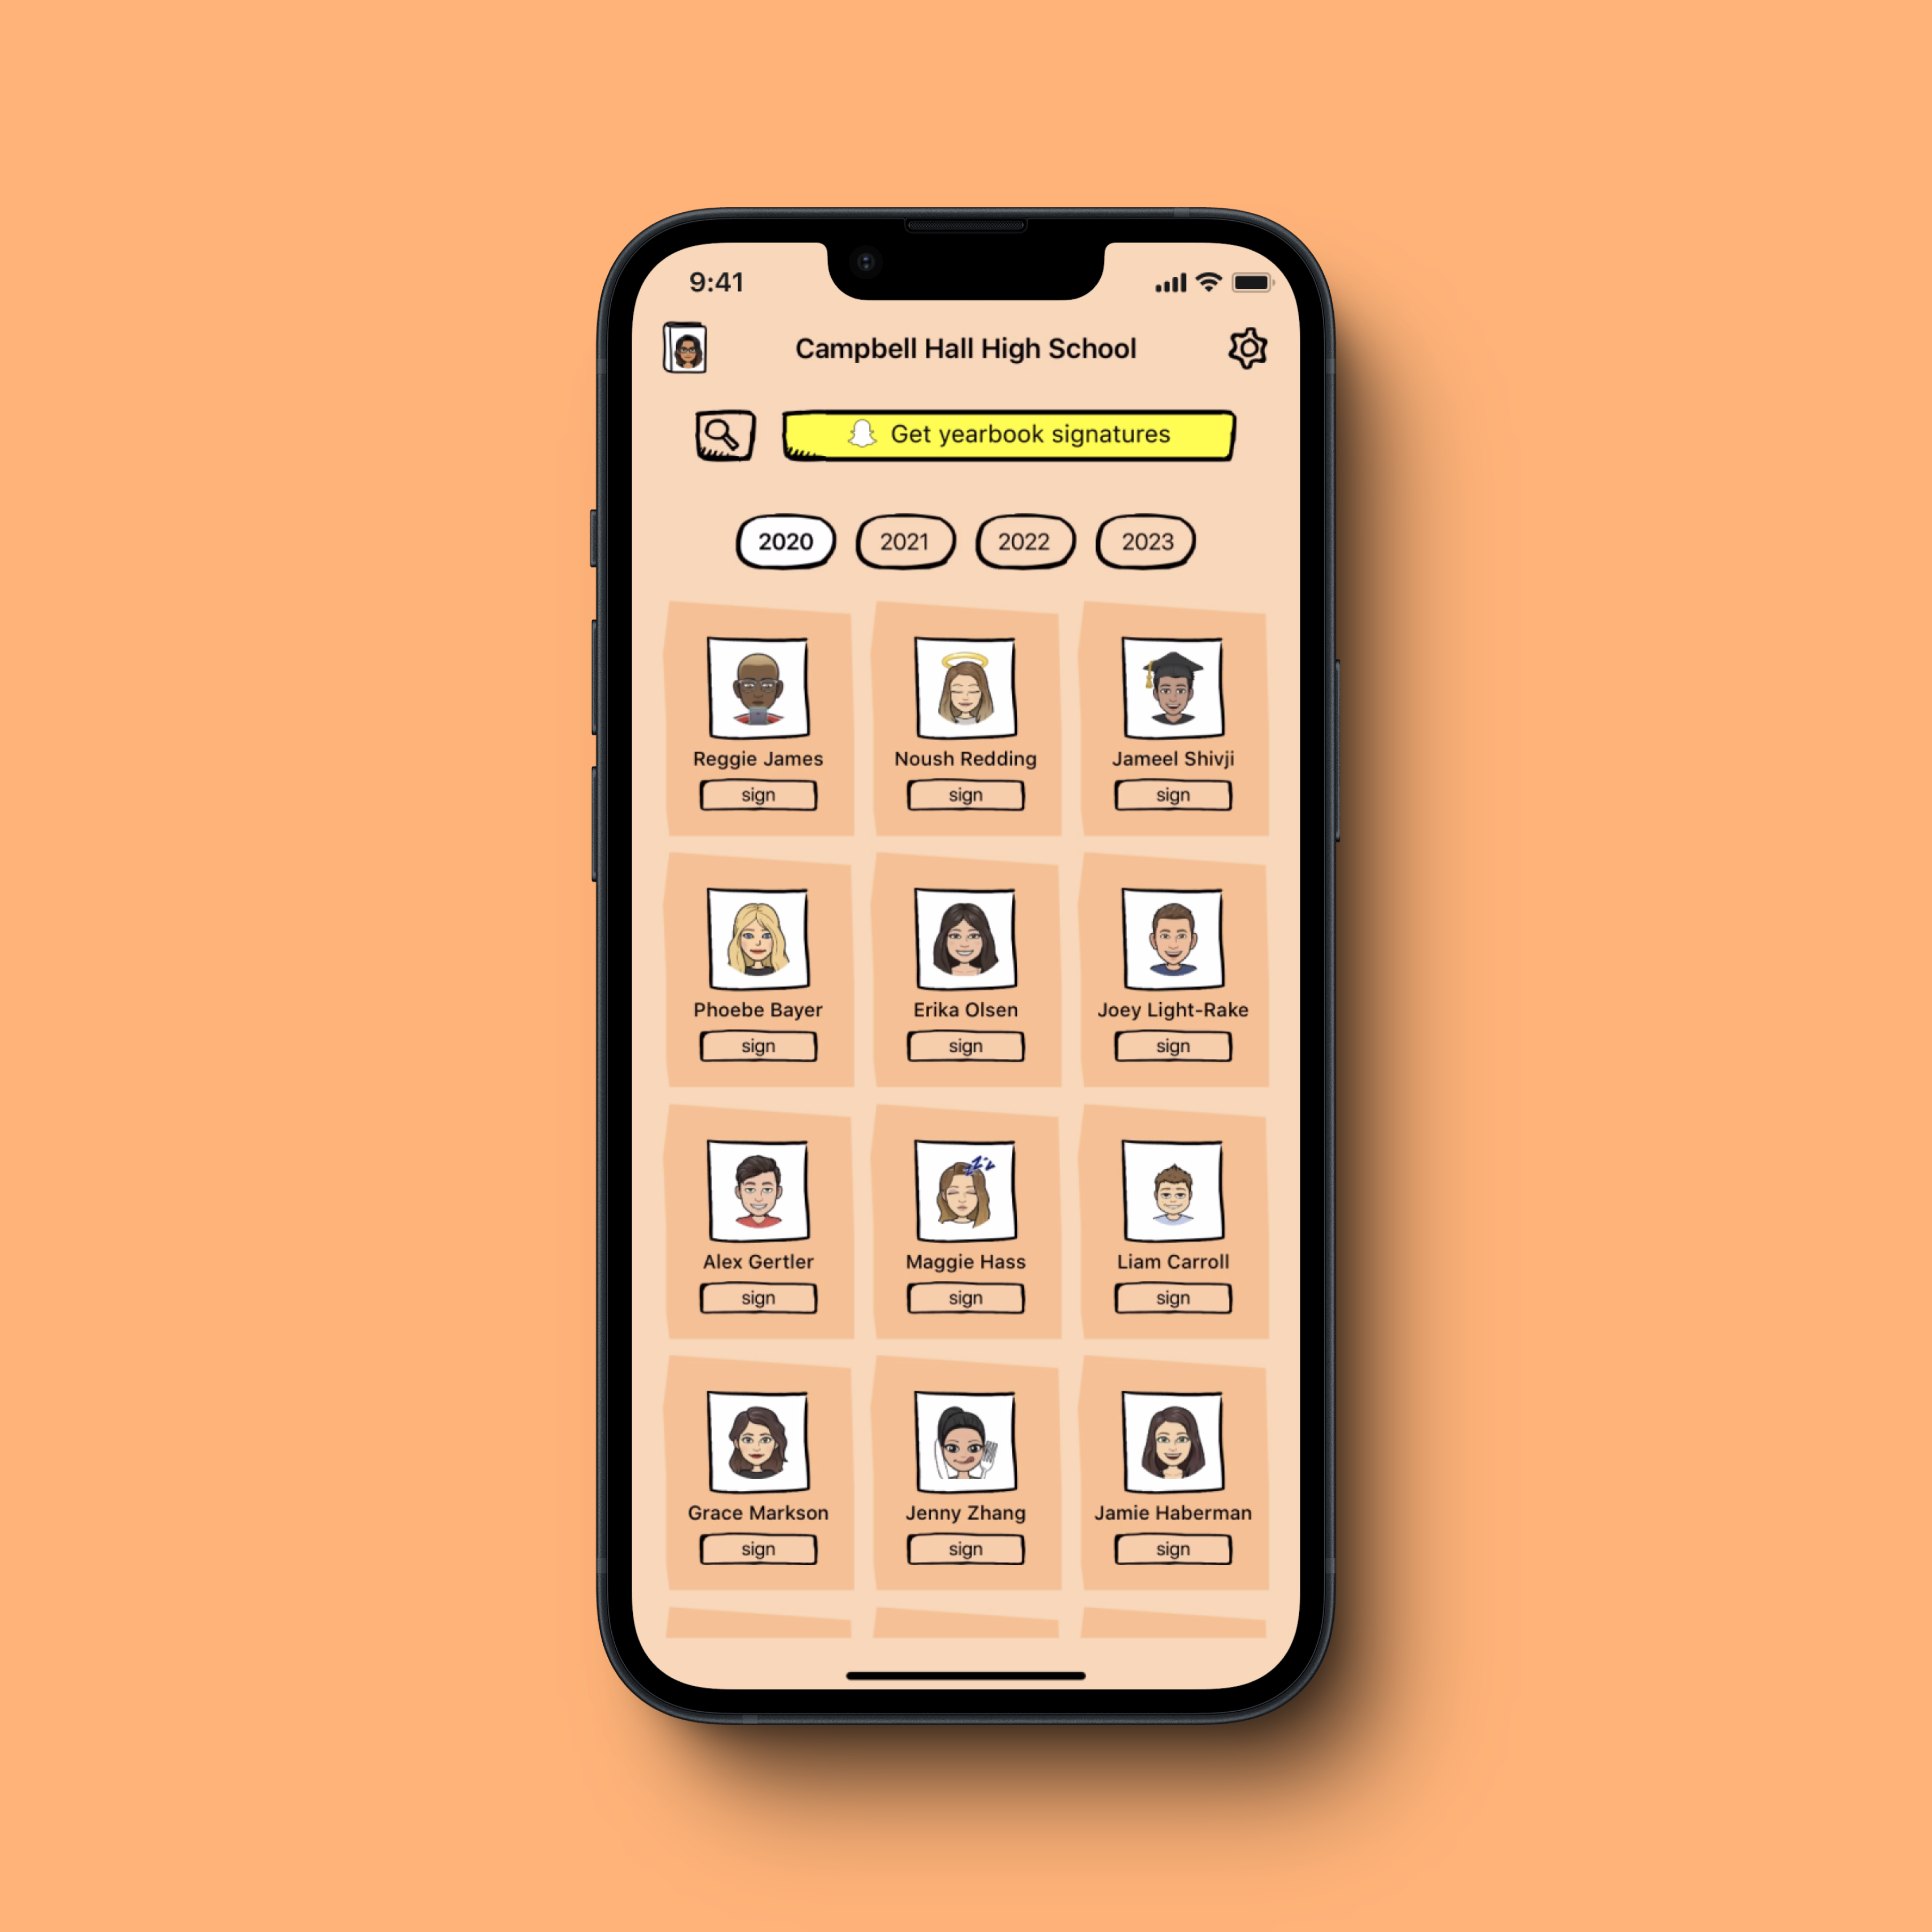 9:41
Campbell Hall High School
Get yearbook signatures
2020 2021 2022 2023
Reggie James Noush Redding Jameel Shivji
sign sign sign
Phoebe Bayer Erika Olsen Joey Light-Rake
sign sign sign
zzz
Alex Gertler Maggie Hass Liam Carroll
sign sign sign
Grace Markson Jenny Zhang Jamie Haberman
sign sign sign